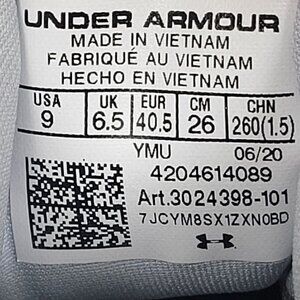 UNDER ARMOUR
MADE IN VIETNAM
FABRIQUÉ AU VIETNAM
HECHO EN VIETNAM
USA UK EUR CM CHN
9 6.5 40.5 26 260(1.5)
YMU 06/20
4204614089
Art.3024398-101
7JCYM8SX1ZXN0BD